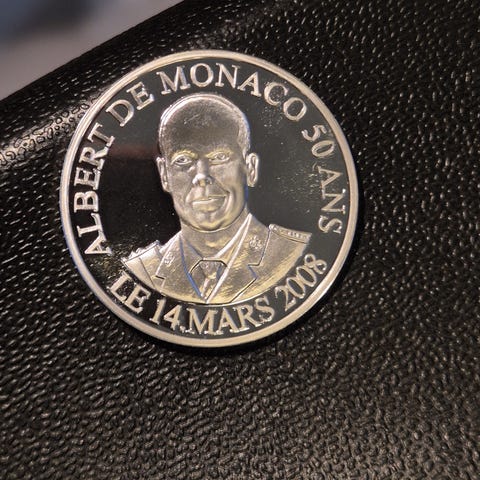 ALBERT DE MONACO 50 ANS
LE 14 MARS 2008